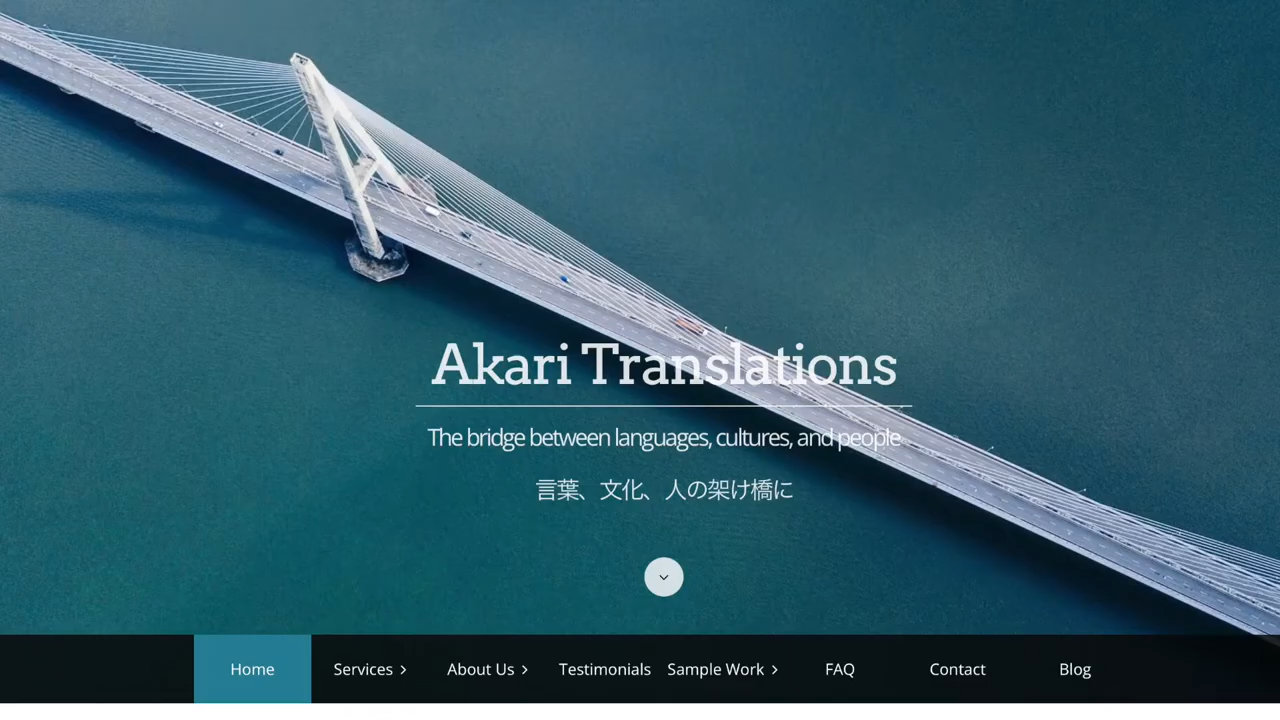 Akari Translations
The bridge between languages, cultures, and people
言葉、文化、人の架け橋に
Home Services About Us Testimonials Sample Work FAQ Contact Blog